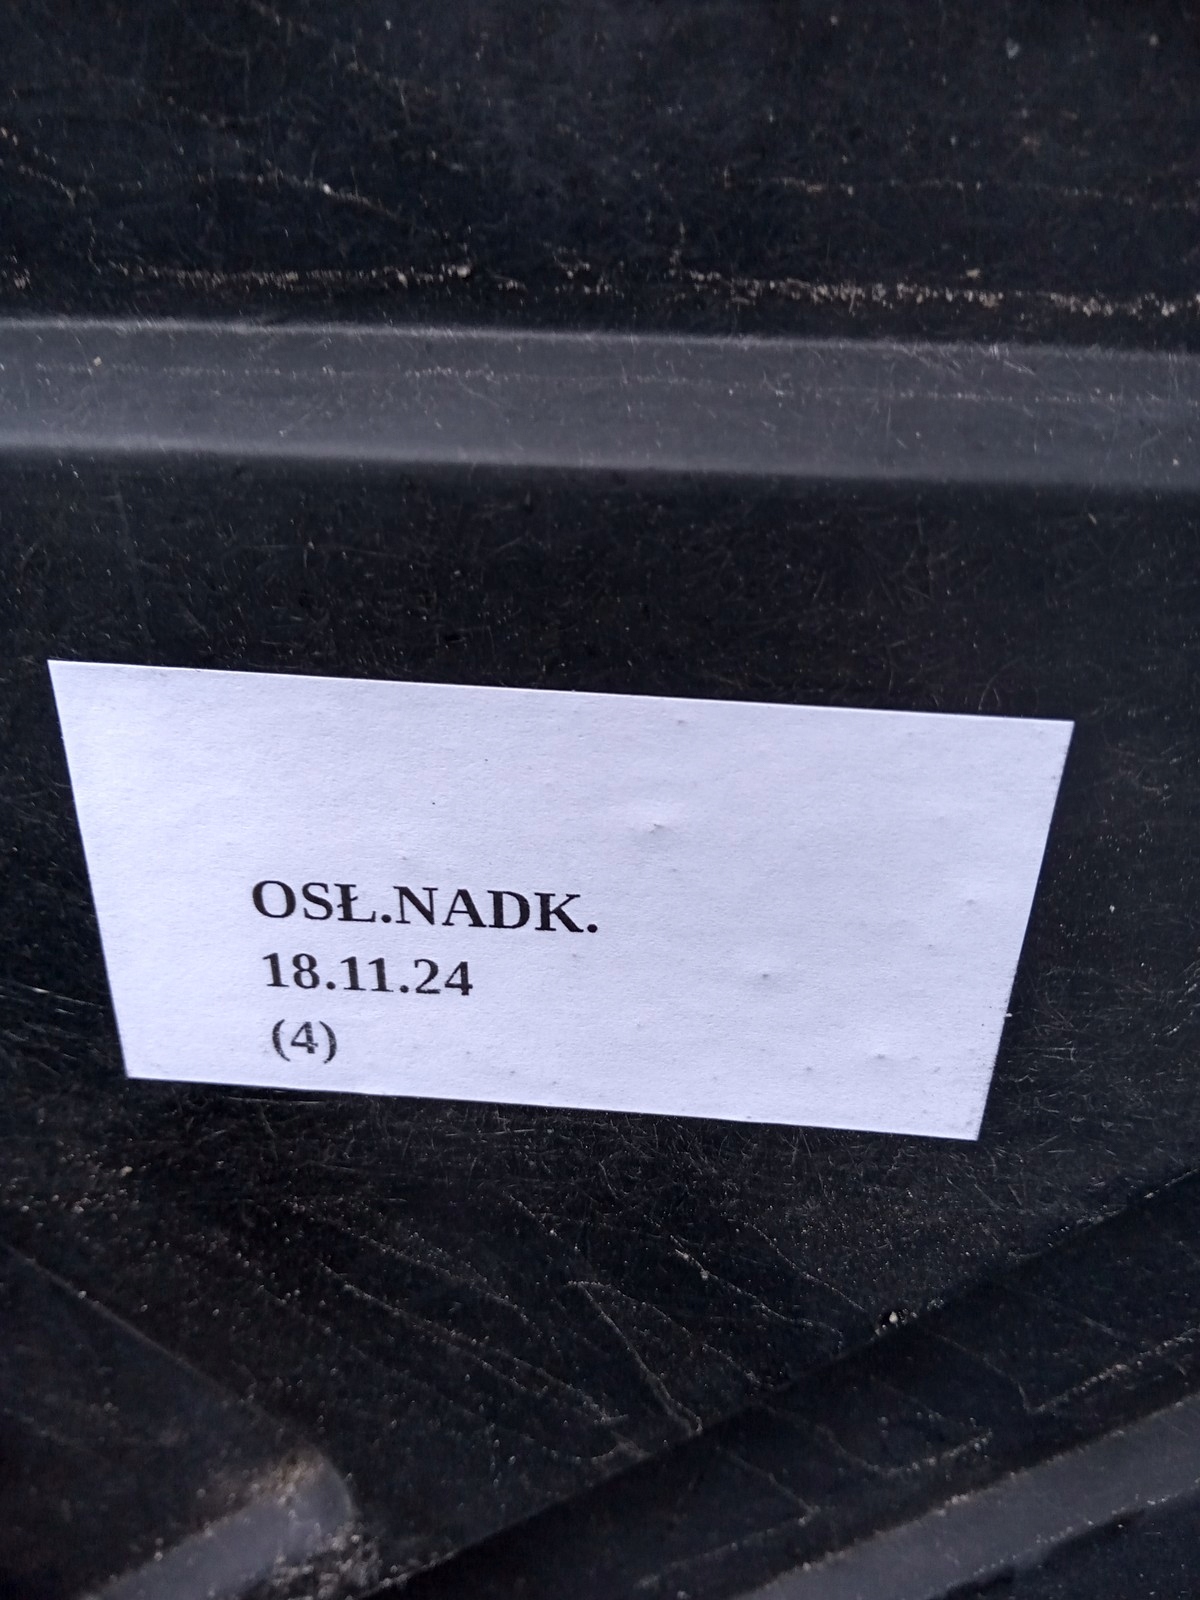 OSŁ.NADK.
18.11.24
(4)